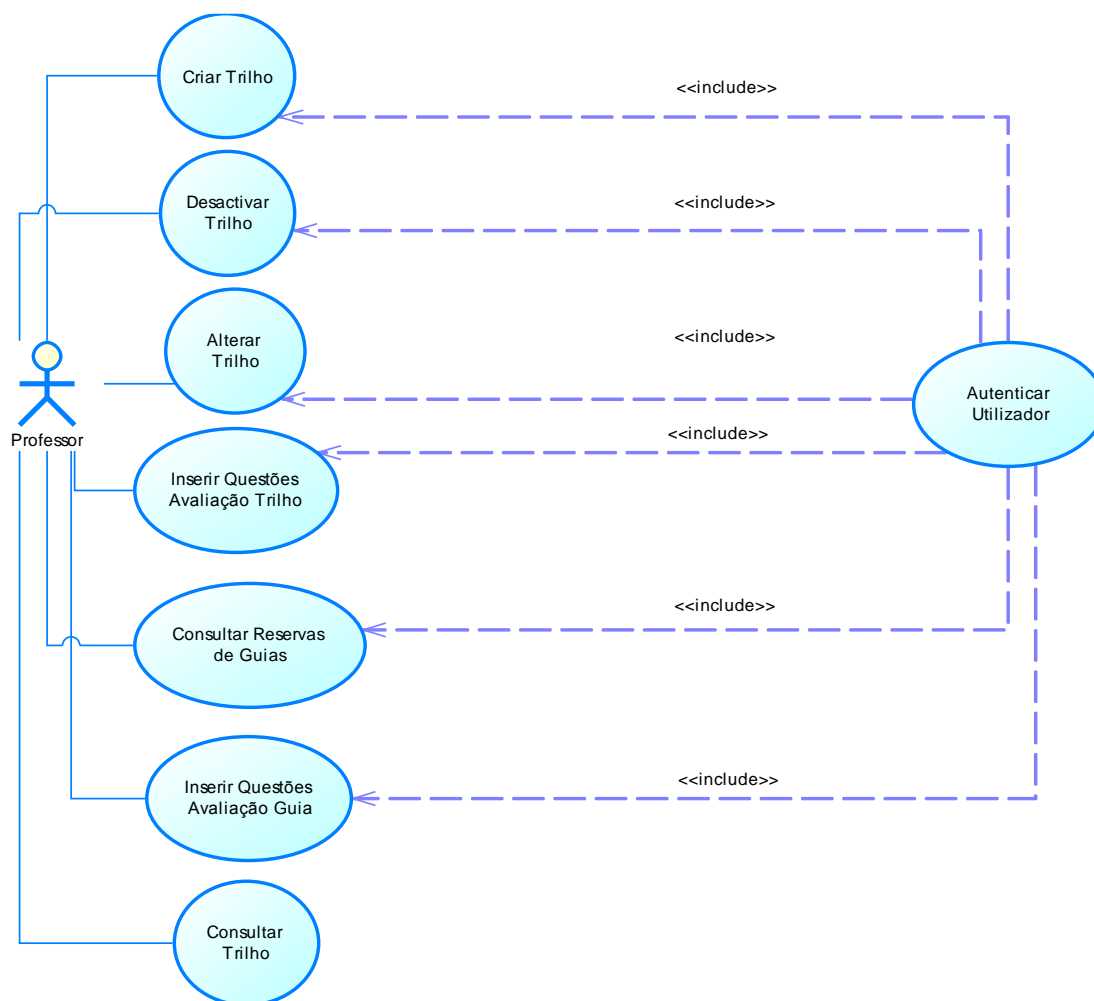 Criar Trilho
<<include>>
Desactivar
Trilho
<<include>>
Alterar
Trilho
<<include>>
Autenticar
Utilizador
Professor
<<include>>
Inserir Questões
Avaliação Trilho
Consultar Reservas
de Guias
<<include>>
Inserir Questões
Avaliação Guia
<<include>>
Consultar
Trilho